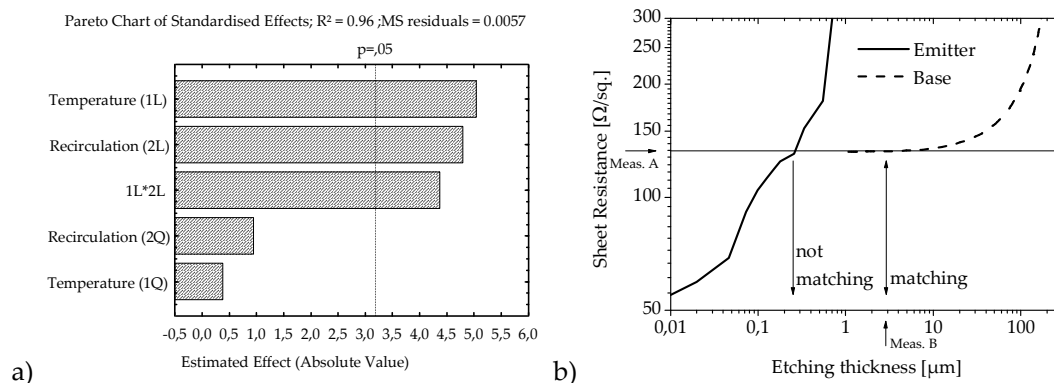 Pareto Chart of Standardised Effects; R² = 0.96 ;MS residuals = 0.0057
p=,05
Temperature (1L)
Recirculation (2L)
1L*2L
Recirculation (2Q)
Temperature (1Q)
-0,5 0,0 0,5 1,0 1,5 2,0 2,5 3,0 3,5 4,0 4,5 5,0 5,5 6,0
Estimated Effect (Absolute Value)
a)
300
250
200
150
100
50
Sheet Resistance [Ω/sq.]
Meas. A
Emitter
Base
not
matching
matching
0,01 0,1 1 10 100
Meas. B
Etching thickness [µm]
b)